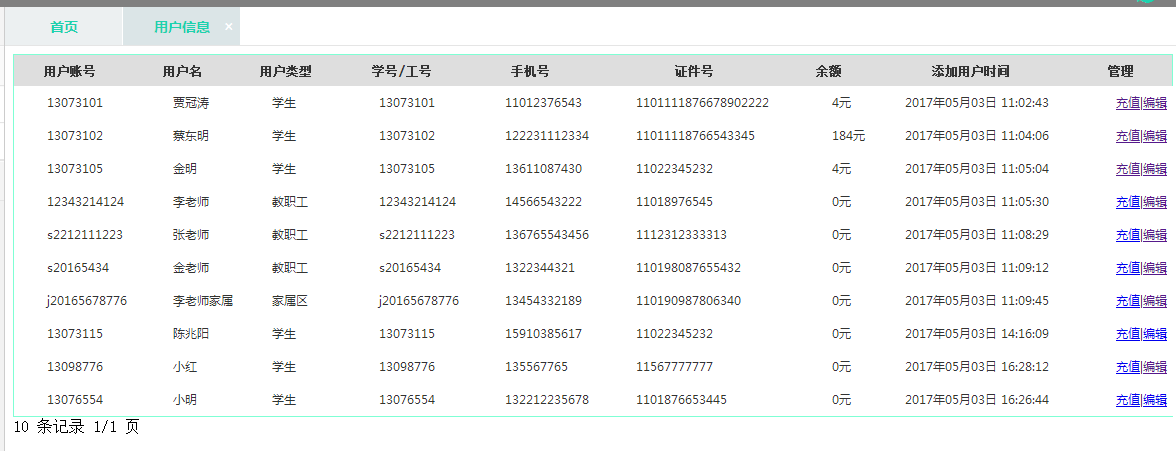 首页 用户信息 ×
用户账号 用户名 用户类型 学号/工号 手机号 证件号 余额 添加用户时间 管理
13073101 贾冠涛 学生 13073101 11012376543 1101111876678902222 4元 2017年05月03日 11:02:43 充值|编辑
13073102 蔡东明 学生 13073102 122231112334 11011118766543345 184元 2017年05月03日 11:04:06 充值|编辑
13073105 金明 学生 13073105 13611087430 11022345232 4元 2017年05月03日 11:05:04 充值|编辑
12343214124 李老师 教职工 12343214124 14566543222 11018976545 0元 2017年05月03日 11:05:30 充值|编辑
s2212111223 张老师 教职工 s2212111223 136765543456 1112312333313 0元 2017年05月03日 11:08:29 充值|编辑
s20165434 金老师 教职工 s20165434 1322344321 110198087655432 0元 2017年05月03日 11:09:12 充值|编辑
j20165678776 李老师家属 家属区 j20165678776 13454332189 110190987806340 0元 2017年05月03日 11:09:45 充值|编辑
13073115 陈兆阳 学生 13073115 15910385617 11022345232 0元 2017年05月03日 14:16:09 充值|编辑
13098776 小红 学生 13098776 135567765 11567777777 0元 2017年05月03日 16:28:12 充值|编辑
13076554 小明 学生 13076554 132212235678 1101876653445 0元 2017年05月03日 16:26:44 充值|编辑
10 条记录 1/1 页